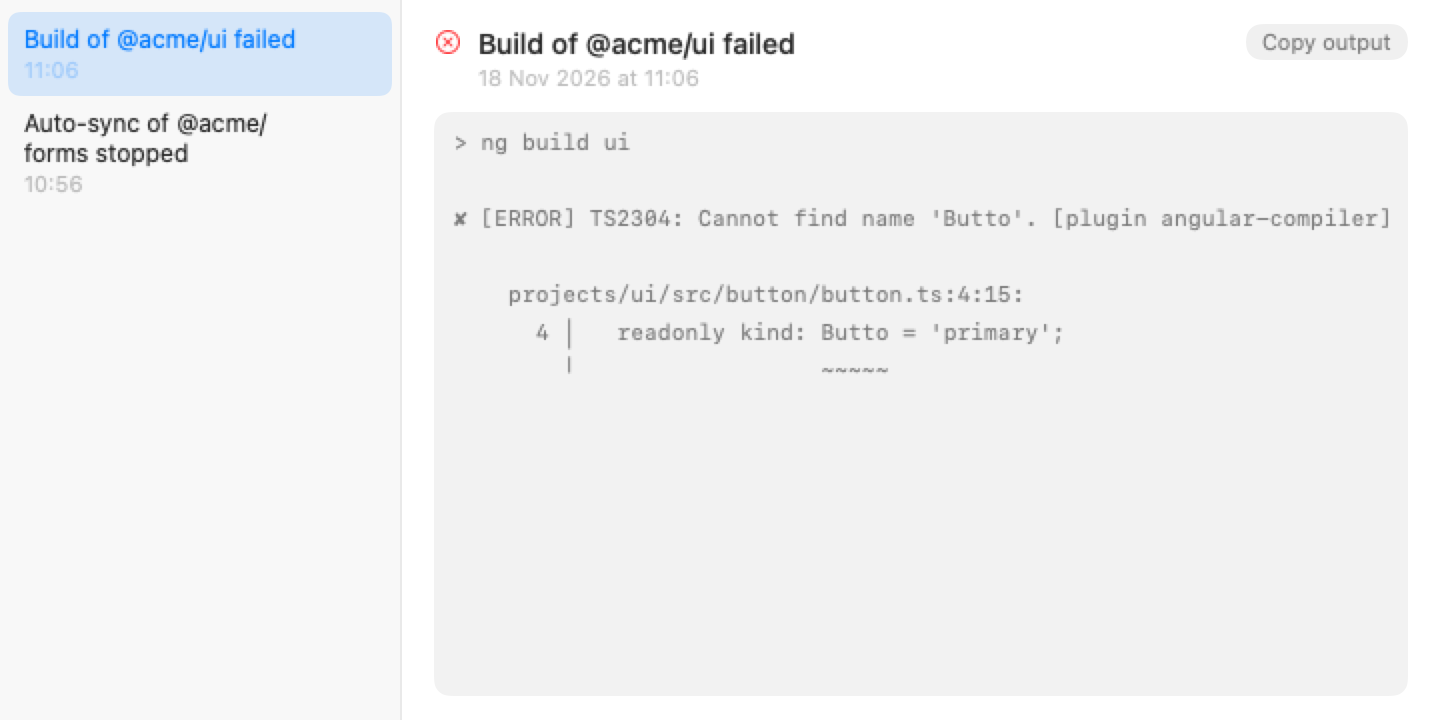 Build of @acme/ui failed
11:06
Auto-sync of @acme/
forms stopped
10:56
Build of @acme/ui failed
18 Nov 2026 at 11:06
Copy output
> ng build ui
✘ [ERROR] TS2304: Cannot find name 'Butto'. [plugin angular-compiler]
projects/ui/src/button/button.ts:4:15:
4 │   readonly kind: Butto = 'primary';
╵                  ~~~~~